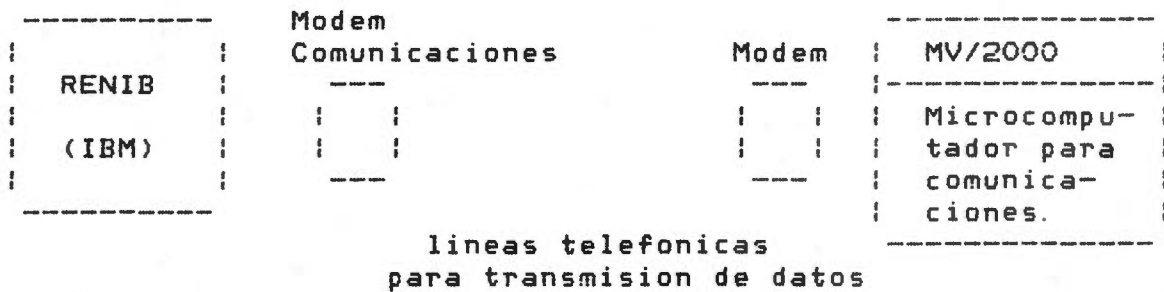 Modem
Comunicaciones
Modem
MV/2000
RENIB
(IBM)
Microcompu-
tador para
comunica-
ciones.
lineas telefonicas
para transmision de datos